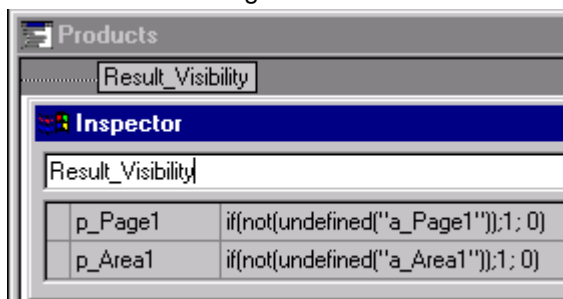 Products
Result_Visibility
Inspector
Result_Visibility
p_Page1 if(not(undefined("a_Page1"));1; 0)
p_Area1 if(not(undefined("a_Area1"));1; 0)